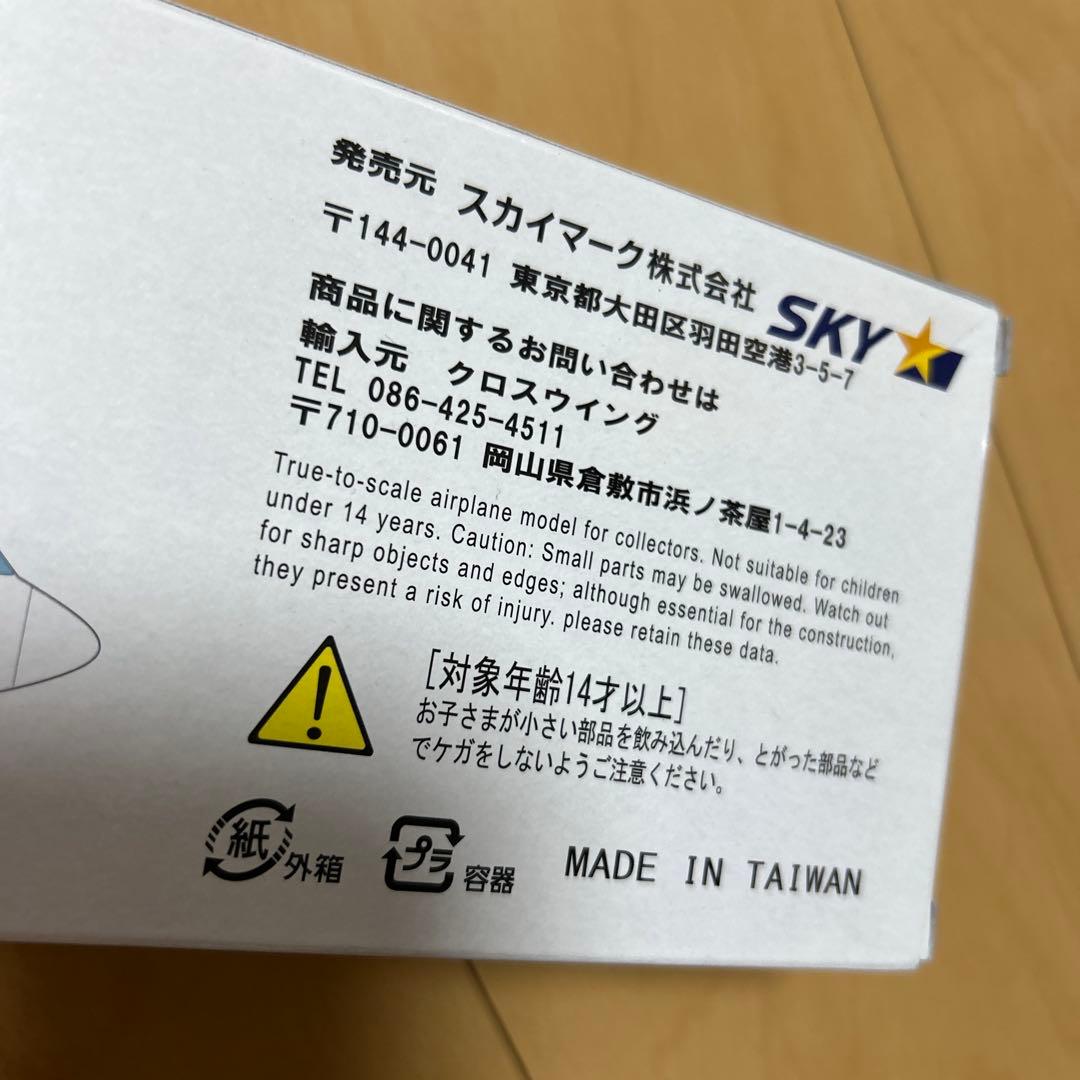 発売元 スカイマーク株式会社
〒144-0041 東京都大田区羽田空港3-5-7
SKY
商品に関するお問い合わせは
輸入元 クロスウイング
TEL 086-425-4511
〒710-0061 岡山県倉敷市浜ノ茶屋1-4-23
True-to-scale airplane model for collectors. Not suitable for children
under 14 years. Caution: Small parts may be swallowed. Watch out
for sharp objects and edges; although essential for the construction,
they present a risk of injury. please retain these data.
[対象年齢14才以上]
お子さまが小さい部品を飲み込んだり、とがった部品など
でケガをしないようご注意ください。
紙 外箱
プラ 容器
MADE IN TAIWAN